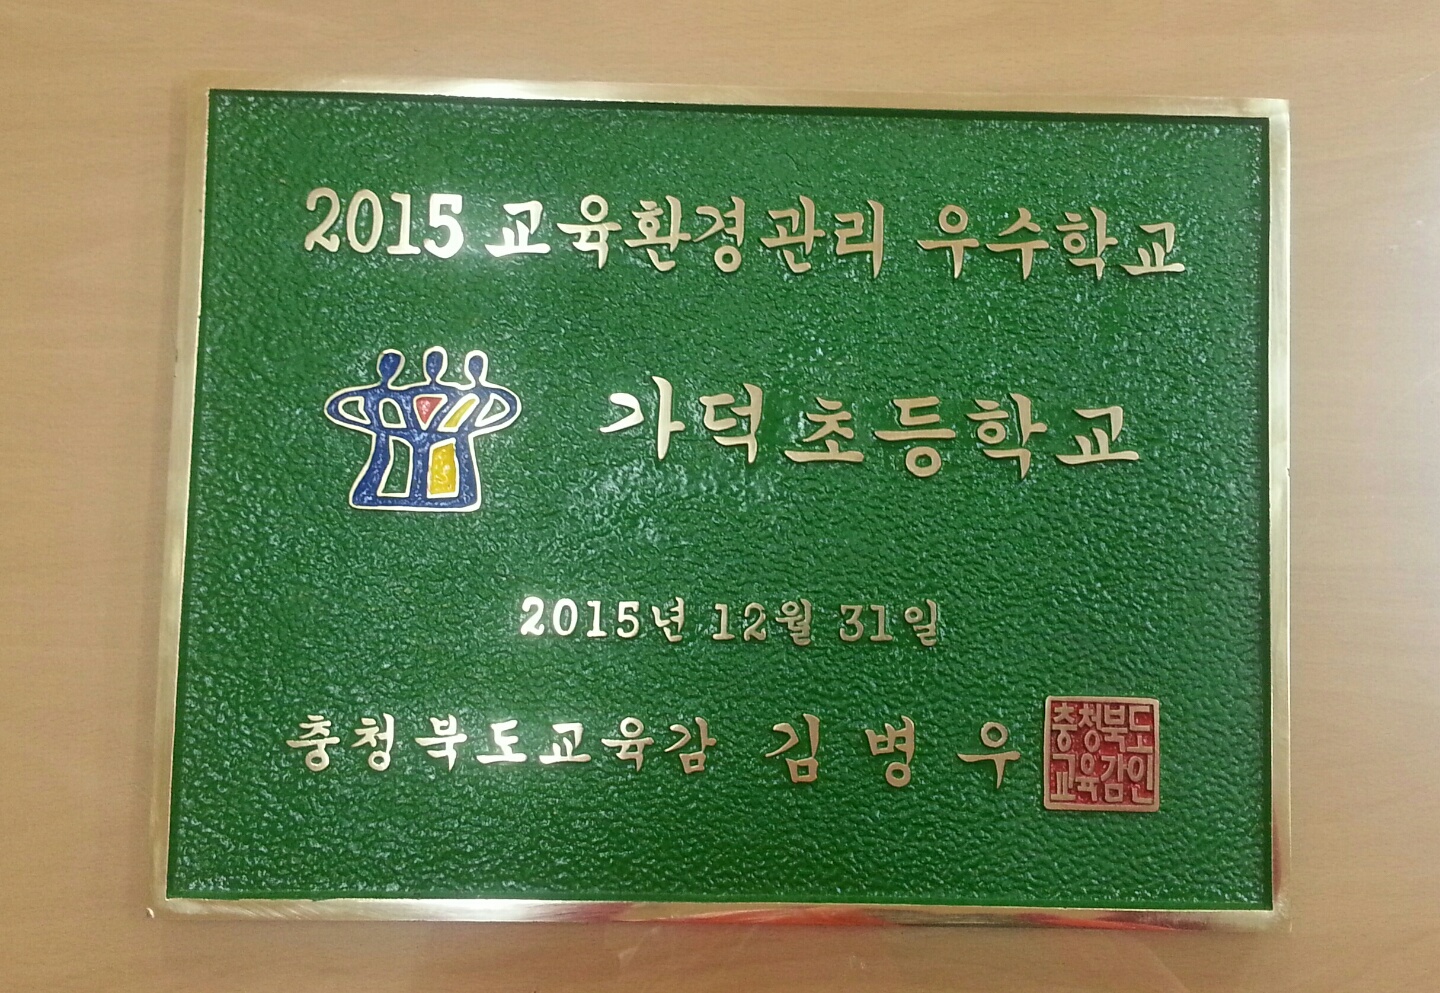 2015 교육환경관리 우수학교
가덕초등학교
2015년 12월 31일
충청북도교육감 김병우
충청북도
교육감인